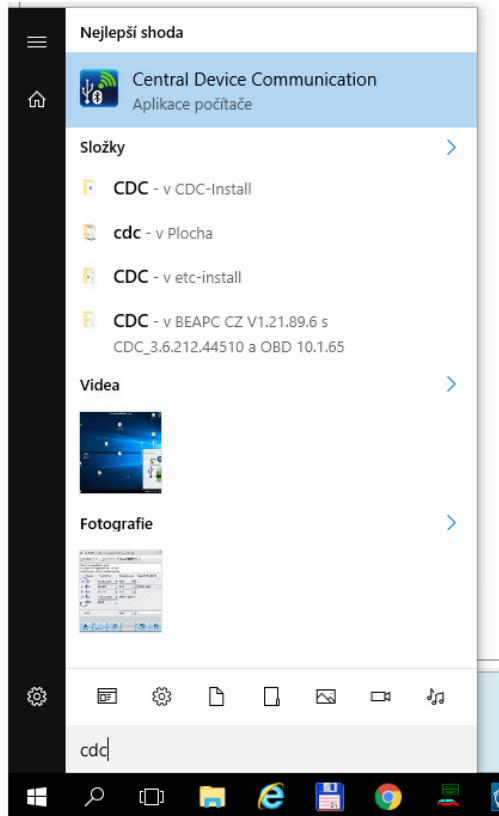 Nejlepší shoda
Central Device Communication
Aplikace počítače
Složky
CDC - v CDC-Install
cdc - v Plocha
CDC - v etc-install
CDC - v BEAPC CZ V1.21.89.6 s
CDC_3.6.212.44510 a OBD 10.1.65
Videa
Fotografie
cdc